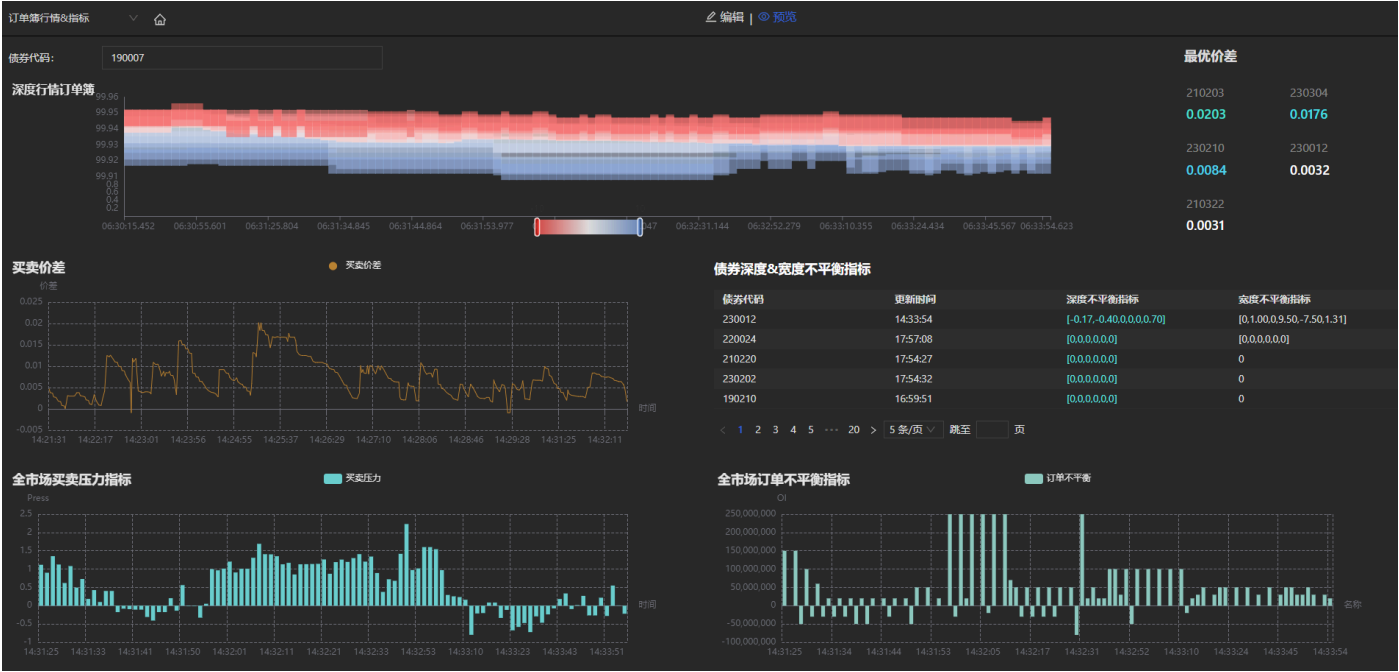 订单簿行情&指标
编辑 | 预览
债券代码： 190007
最优价差
210203 230304
0.0203 0.0176
230210 230012
0.0084 0.0032
210322
0.0031
深度行情订单簿
99.96
99.95
99.94
99.93
99.92
99.91
0.8
0.6
0.4
0.2
06:30:15.452 06:30:55.601 06:31:25.804 06:31:34.845 06:31:44.864 06:31:53.977 047 06:32:31.144 06:32:52.279 06:33:10.355 06:33:24.434 06:33:45.567 06:33:54.623
买卖价差
买卖价差
价差
0.025
0.02
0.015
0.01
0.005
0
-0.005
时间
14:21:31 14:22:17 14:23:01 14:23:56 14:24:55 14:25:37 14:26:29 14:27:10 14:28:06 14:28:46 14:29:28 14:31:25 14:32:11
债券深度&宽度不平衡指标
债券代码 更新时间 深度不平衡指标 宽度不平衡指标
230012 14:33:54 [-0.17,-0.40,0.0,0.0,0.70] [0,1.00,0,9.50,-7.50,1.31]
220024 17:57:08 [0.0,0.0,0.0,0] [0.0,0.0,0.0]
210220 17:54:27 [0.0,0.0,0.0,0] 0
230202 17:54:32 [0.0,0.0,0.0,0] 0
190210 16:59:51 [0.0,0.0,0.0,0] 0
< 1 2 3 4 5 ··· 20 > 5 条/页 跳至 页
全市场买卖压力指标
买卖压力
Press
2.5
2
1.5
1
0.5
0
-0.5
-1
时间
14:31:25 14:31:33 14:31:41 14:31:50 14:32:01 14:32:11 14:32:21 14:32:33 14:32:53 14:33:10 14:33:23 14:33:43 14:33:51
全市场订单不平衡指标
订单不平衡
OI
250,000,000
200,000,000
150,000,000
100,000,000
50,000,000
0
-50,000,000
-100,000,000
名称
14:31:25 14:31:34 14:31:44 14:31:53 14:32:05 14:32:17 14:32:31 14:32:52 14:33:10 14:33:24 14:33:45 14:33:54